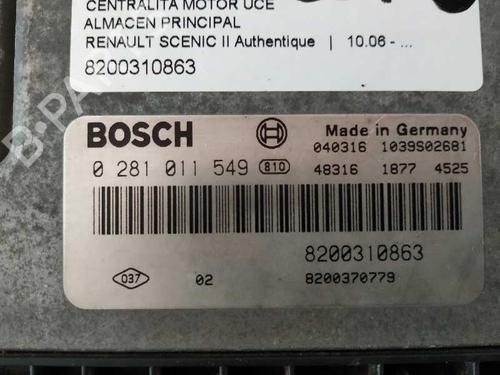 CENTRALITA MOTOR UCE
ALMACEN PRINCIPAL
RENAULT SCENIC II Authentique | 10.06 - ...
8200310863
B-PARTS
BOSCH
Made in Germany
040316 1039S02681
0 281 011 549 810
48316 1877 4525
8200310863
037 02 8200370779